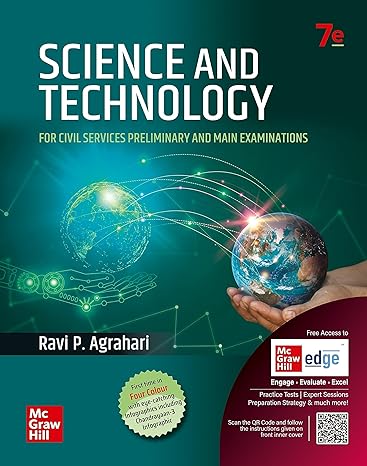 7e
SCIENCE AND
TECHNOLOGY
FOR CIVIL SERVICES PRELIMINARY AND MAIN EXAMINATIONS
Ravi P. Agrahari
First time in
Four Colour
with eye-catching
Infographics including
Chandrayaan-3
Infographic
Mc
Graw
Hill
Free Access to
Mc
Graw
Hill
edge
Engage • Evaluate • Excel
Practice Tests | Expert Sessions
Preparation Strategy & much more!
Scan the QR Code and follow
the instructions given on
front inner cover